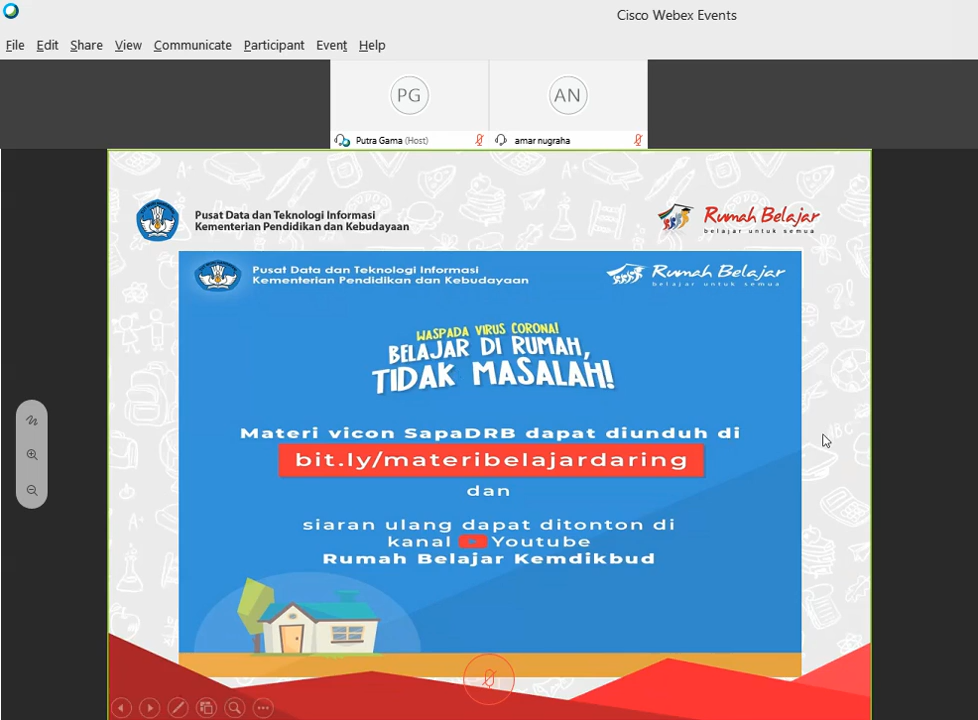 Cisco Webex Events
File Edit Share View Communicate Participant Event Help
PG
AN
Putra Gama (Host)
amar nugraha
Pusat Data dan Teknologi Informasi
Kementerian Pendidikan dan Kebudayaan
Rumah Belajar
belajar untuk semua
Pusat Data dan Teknologi Informasi
Kementerian Pendidikan dan Kebudayaan
Rumah Belajar
belajar untuk semua
WASPADA VIRUS CORONA!
BELAJAR DI RUMAH,
TIDAK MASALAH!
Materi vicon SapaDRB dapat diunduh di
bit.ly/materibelajardaring
dan
siaran ulang dapat ditonton di
kanal Youtube
Rumah Belajar Kemdikbud